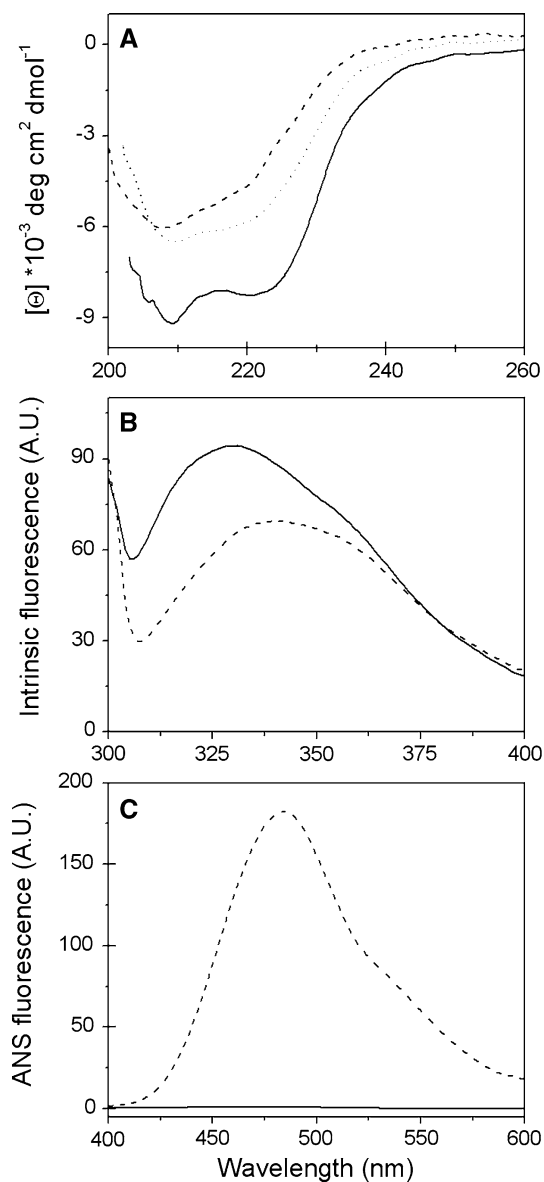 A
0
-3
-6
-9
[Θ] *10⁻³ deg cm² dmol⁻¹
200 220 240 260
B
90
60
30
0
Intrinsic fluorescence (A.U.)
300 325 350 375 400
C
200
150
100
50
0
ANS fluorescence (A.U.)
400 450 500 550 600
Wavelength (nm)